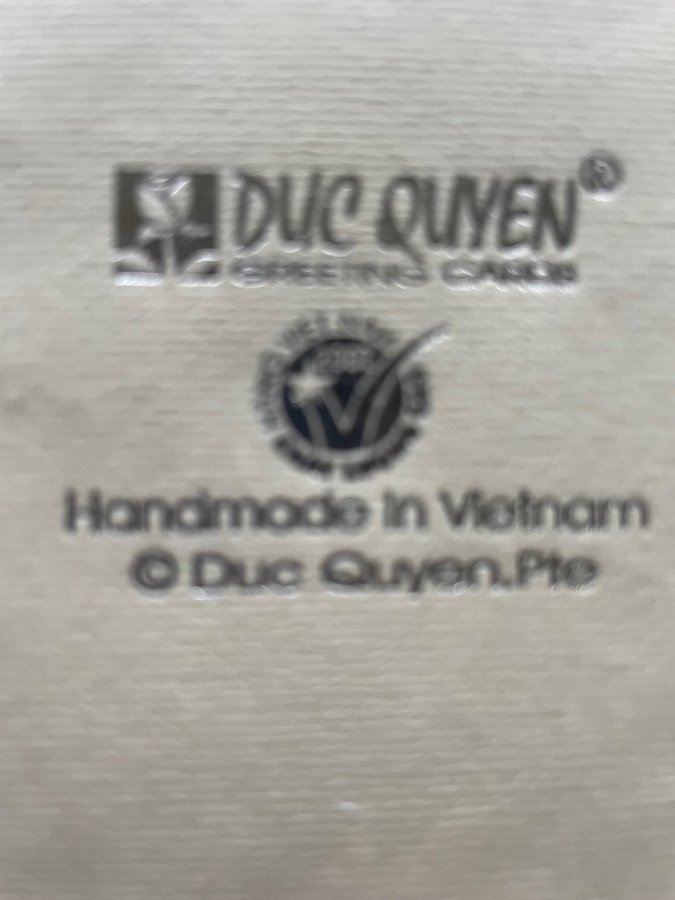 DUC QUYEN®
GREETING CARDS
Handmade in Vietnam
© Duc Quyen.Pte